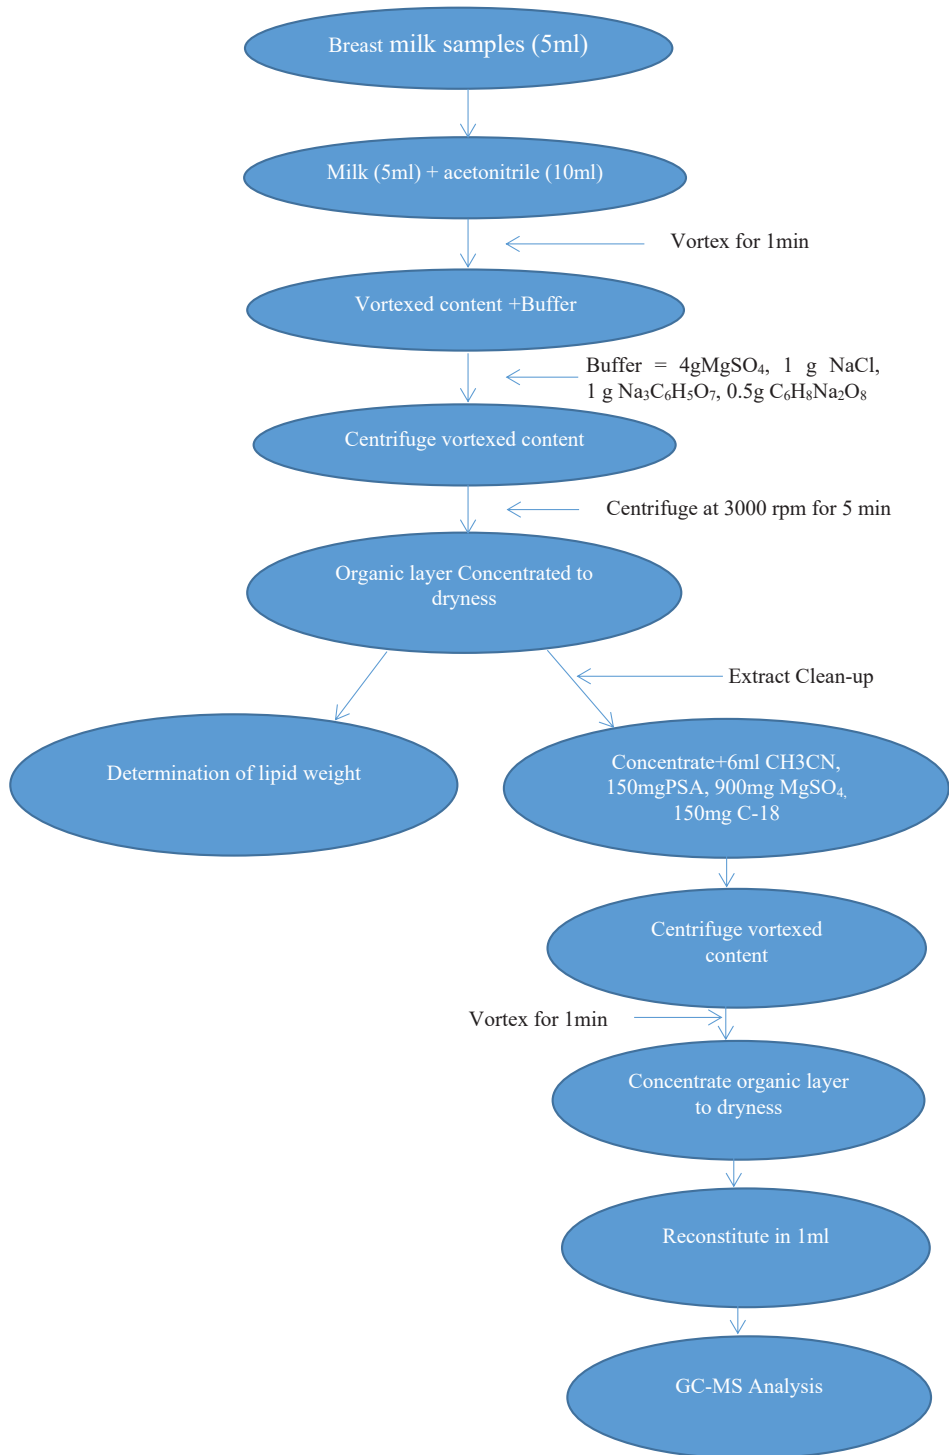 Breast milk samples (5ml)
Milk (5ml) + acetonitrile (10ml)
Vortex for 1min
Vortexed content +Buffer
Buffer = 4gMgSO₄, 1 g NaCl,
1 g Na₃C₆H₅O₇, 0.5g C₆H₈Na₂O₈
Centrifuge vortexed content
Centrifuge at 3000 rpm for 5 min
Organic layer Concentrated to
dryness
Extract Clean-up
Determination of lipid weight
Concentrate+6ml CH3CN,
150mgPSA, 900mg MgSO₄,
150mg C-18
Centrifuge vortexed
content
Vortex for 1min
Concentrate organic layer
to dryness
Reconstitute in 1ml
GC-MS Analysis